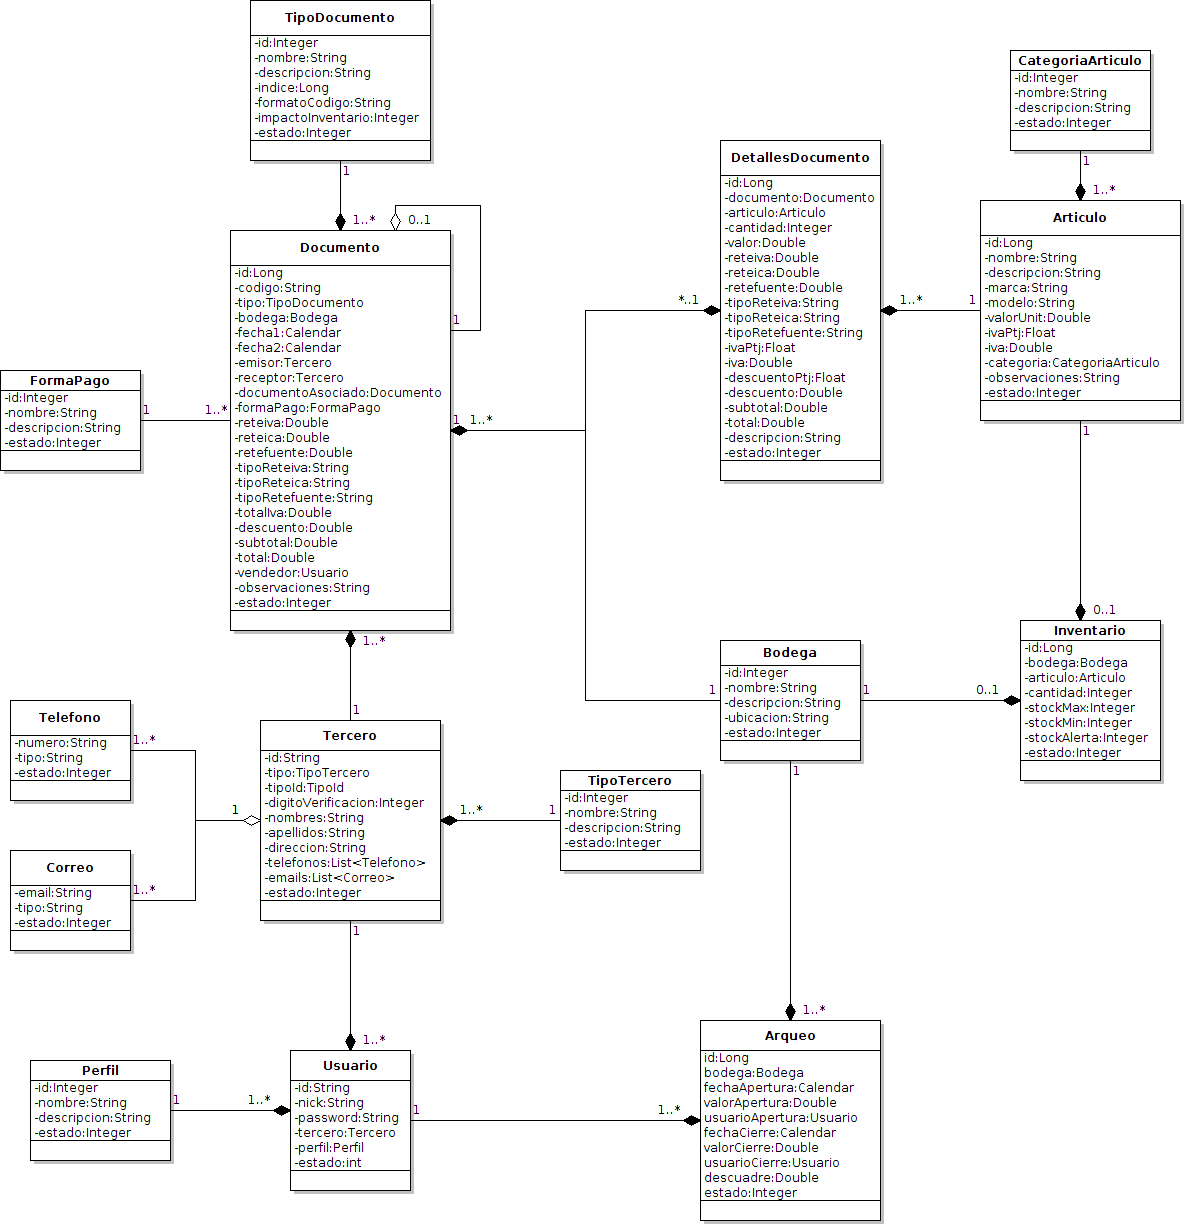 TipoDocumento
-id:Integer
-nombre:String
-descripcion:String
-indice:Long
-formatoCodigo:String
-impactoInventario:Integer
-estado:Integer
1
1..*
0..1
CategoriaArticulo
-id:Integer
-nombre:String
-descripcion:String
-estado:Integer
1
1..*
DetallesDocumento
-id:Long
-documento:Documento
-articulo:Articulo
-cantidad:Integer
-valor:Double
-reteiva:Double
-reteica:Double
-retefuente:Double
-tipoReteiva:String
-tipoReteica:String
-tipoRetefuente:String
-ivaPtj:Float
-iva:Double
-descuentoPtj:Float
-descuento:Double
-subtotal:Double
-total:Double
-descripcion:String
-estado:Integer
*..1
1..*
1
Articulo
-id:Long
-nombre:String
-descripcion:String
-marca:String
-modelo:String
-valorUnit:Double
-ivaPtj:Float
-iva:Double
-categoria:CategoriaArticulo
-observaciones:String
-estado:Integer
1
0..1
Documento
-id:Long
-codigo:String
-tipo:TipoDocumento
-bodega:Bodega
-fecha1:Calendar
-fecha2:Calendar
-emisor:Tercero
-receptor:Tercero
-documentoAsociado:Documento
-formaPago:FormaPago
-reteiva:Double
-reteica:Double
-retefuente:Double
-tipoReteiva:String
-tipoReteica:String
-tipoRetefuente:String
-totalIva:Double
-descuento:Double
-subtotal:Double
-total:Double
-vendedor:Usuario
-observaciones:String
-estado:Integer
1
1
1..*
1..*
FormaPago
-id:Integer
-nombre:String
-descripcion:String
-estado:Integer
1
1..*
Bodega
-id:Integer
-nombre:String
-descripcion:String
-ubicacion:String
-estado:Integer
1
1
0..1
1
Inventario
-id:Long
-bodega:Bodega
-articulo:Articulo
-cantidad:Integer
-stockMax:Integer
-stockMin:Integer
-stockAlerta:Integer
-estado:Integer
Telefono
-numero:String
-tipo:String
-estado:Integer
1..*
1
Tercero
-id:String
-tipo:TipoTercero
-tipoId:TipoId
-digitoVerificacion:Integer
-nombres:String
-apellidos:String
-direccion:String
-telefonos:List<Telefono>
-emails:List<Correo>
-estado:Integer
1
1..*
1
1
1..*
TipoTercero
-id:Integer
-nombre:String
-descripcion:String
-estado:Integer
Correo
-email:String
-tipo:String
-estado:Integer
1..*
Perfil
-id:Integer
-nombre:String
-descripcion:String
-estado:Integer
1
1..*
Usuario
-id:String
-nick:String
-password:String
-tercero:Tercero
-perfil:Perfil
-estado:int
1
1..*
1..*
Arqueo
id:Long
bodega:Bodega
fechaApertura:Calendar
valorApertura:Double
usuarioApertura:Usuario
fechaCierre:Calendar
valorCierre:Double
usuarioCierre:Usuario
descuadre:Double
estado:Integer